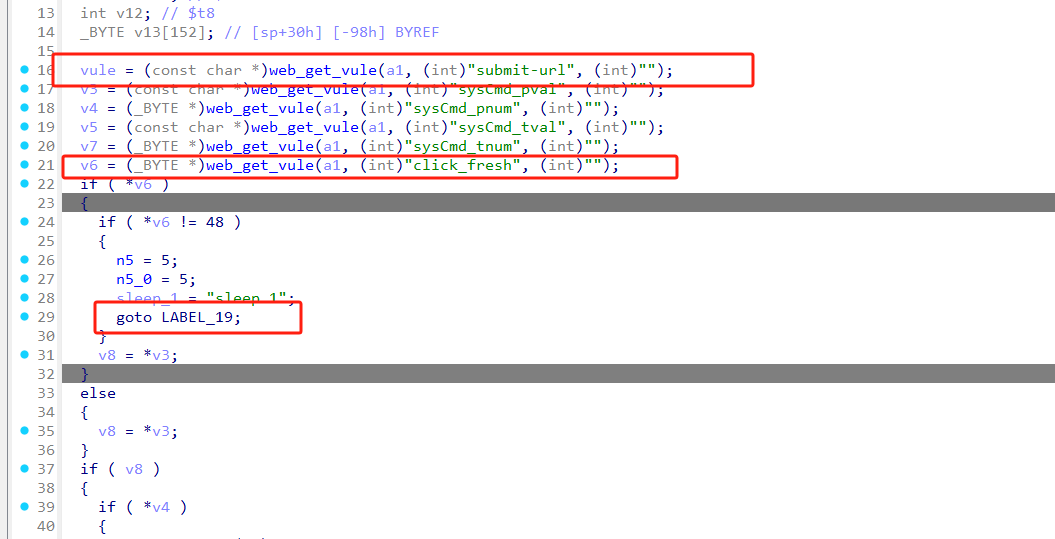 13 int v12; // $t8
14 _BYTE v13[152]; // [sp+30h] [-98h] BYREF
15
16 vule = (const char *)web_get_vule(a1, (int)"submit-url", (int)"");
17 v3 = (const char *)web_get_vule(a1, (int)"sysCmd_pval", (int)"");
18 v4 = (_BYTE *)web_get_vule(a1, (int)"sysCmd_pnum", (int)"");
19 v5 = (const char *)web_get_vule(a1, (int)"sysCmd_tval", (int)"");
20 v7 = (_BYTE *)web_get_vule(a1, (int)"sysCmd_tnum", (int)"");
21 v6 = (_BYTE *)web_get_vule(a1, (int)"click_fresh", (int)"");
22 if ( *v6 )
23 {
24 if ( *v6 != 48 )
25 {
26 n5 = 5;
27 n5_0 = 5;
28 sleep_1 = "sleep 1";
29 goto LABEL_19;
30 }
31 v8 = *v3;
32 }
33 else
34 {
35 v8 = *v3;
36 }
37 if ( v8 )
38 {
39 if ( *v4 )
40 {